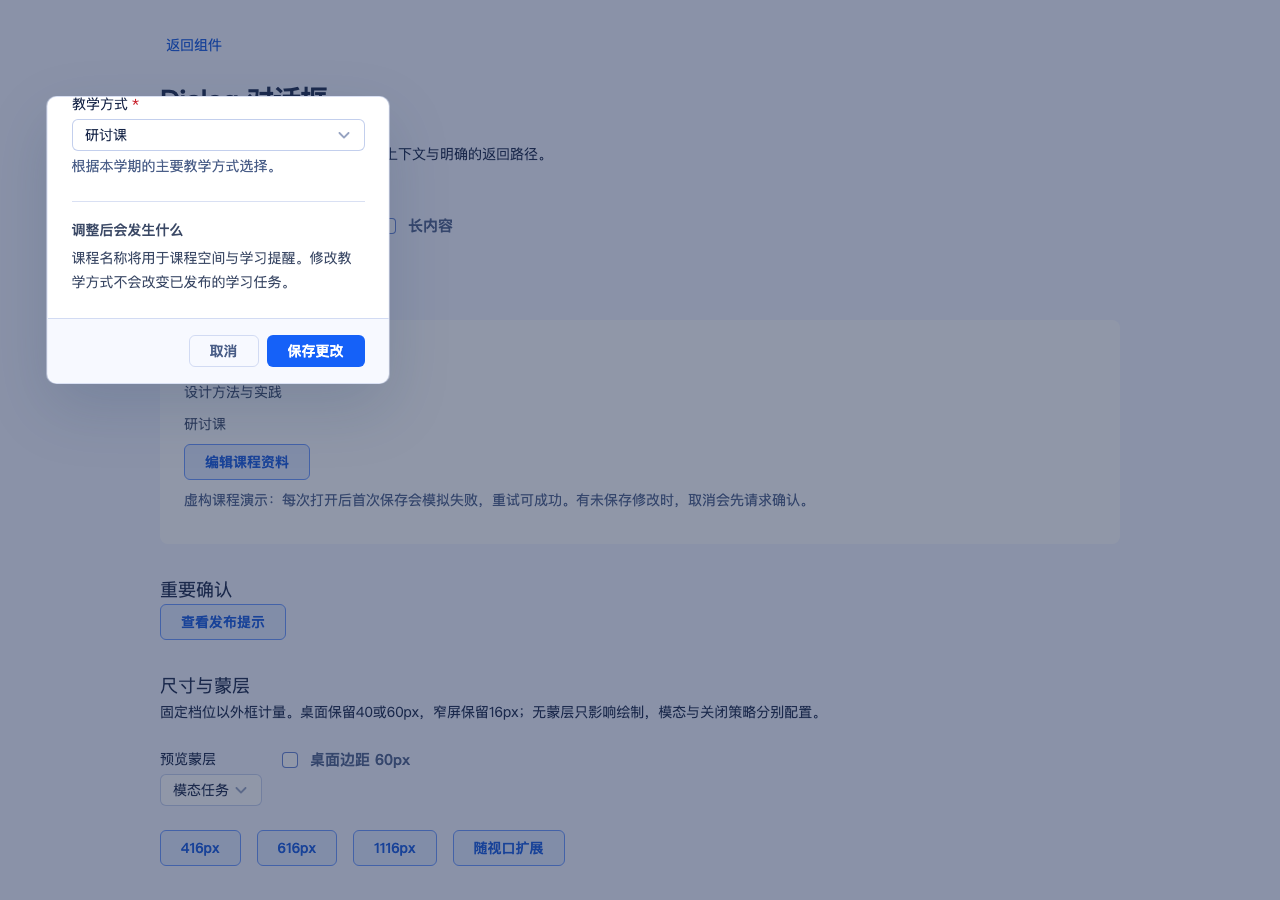 返回组件
Dialog 对话框
教学方式 *
研讨课
上下文与明确的返回路径。
根据本学期的主要教学方式选择。
长内容
调整后会发生什么
课程名称将用于课程空间与学习提醒。修改教
学方式不会改变已发布的学习任务。
取消
保存更改
设计方法与实践
研讨课
编辑课程资料
虚构课程演示：每次打开后首次保存会模拟失败，重试可成功。有未保存修改时，取消会先请求确认。
重要确认
查看发布提示
尺寸与蒙层
固定档位以外框计量。桌面保留40或60px，窄屏保留16px；无蒙层只影响绘制，模态与关闭策略分别配置。
预览蒙层
桌面边距 60px
模态任务
416px
616px
1116px
随视口扩展